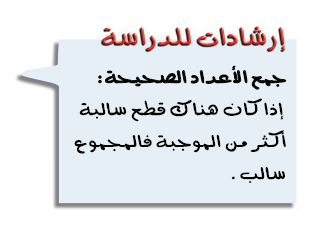 إرشادات للدراسة
جمع الأعداد الصحيحة:
إذا كان هناك قطع سالبة
أكثر من الموجبة فالمجموع
سالب .